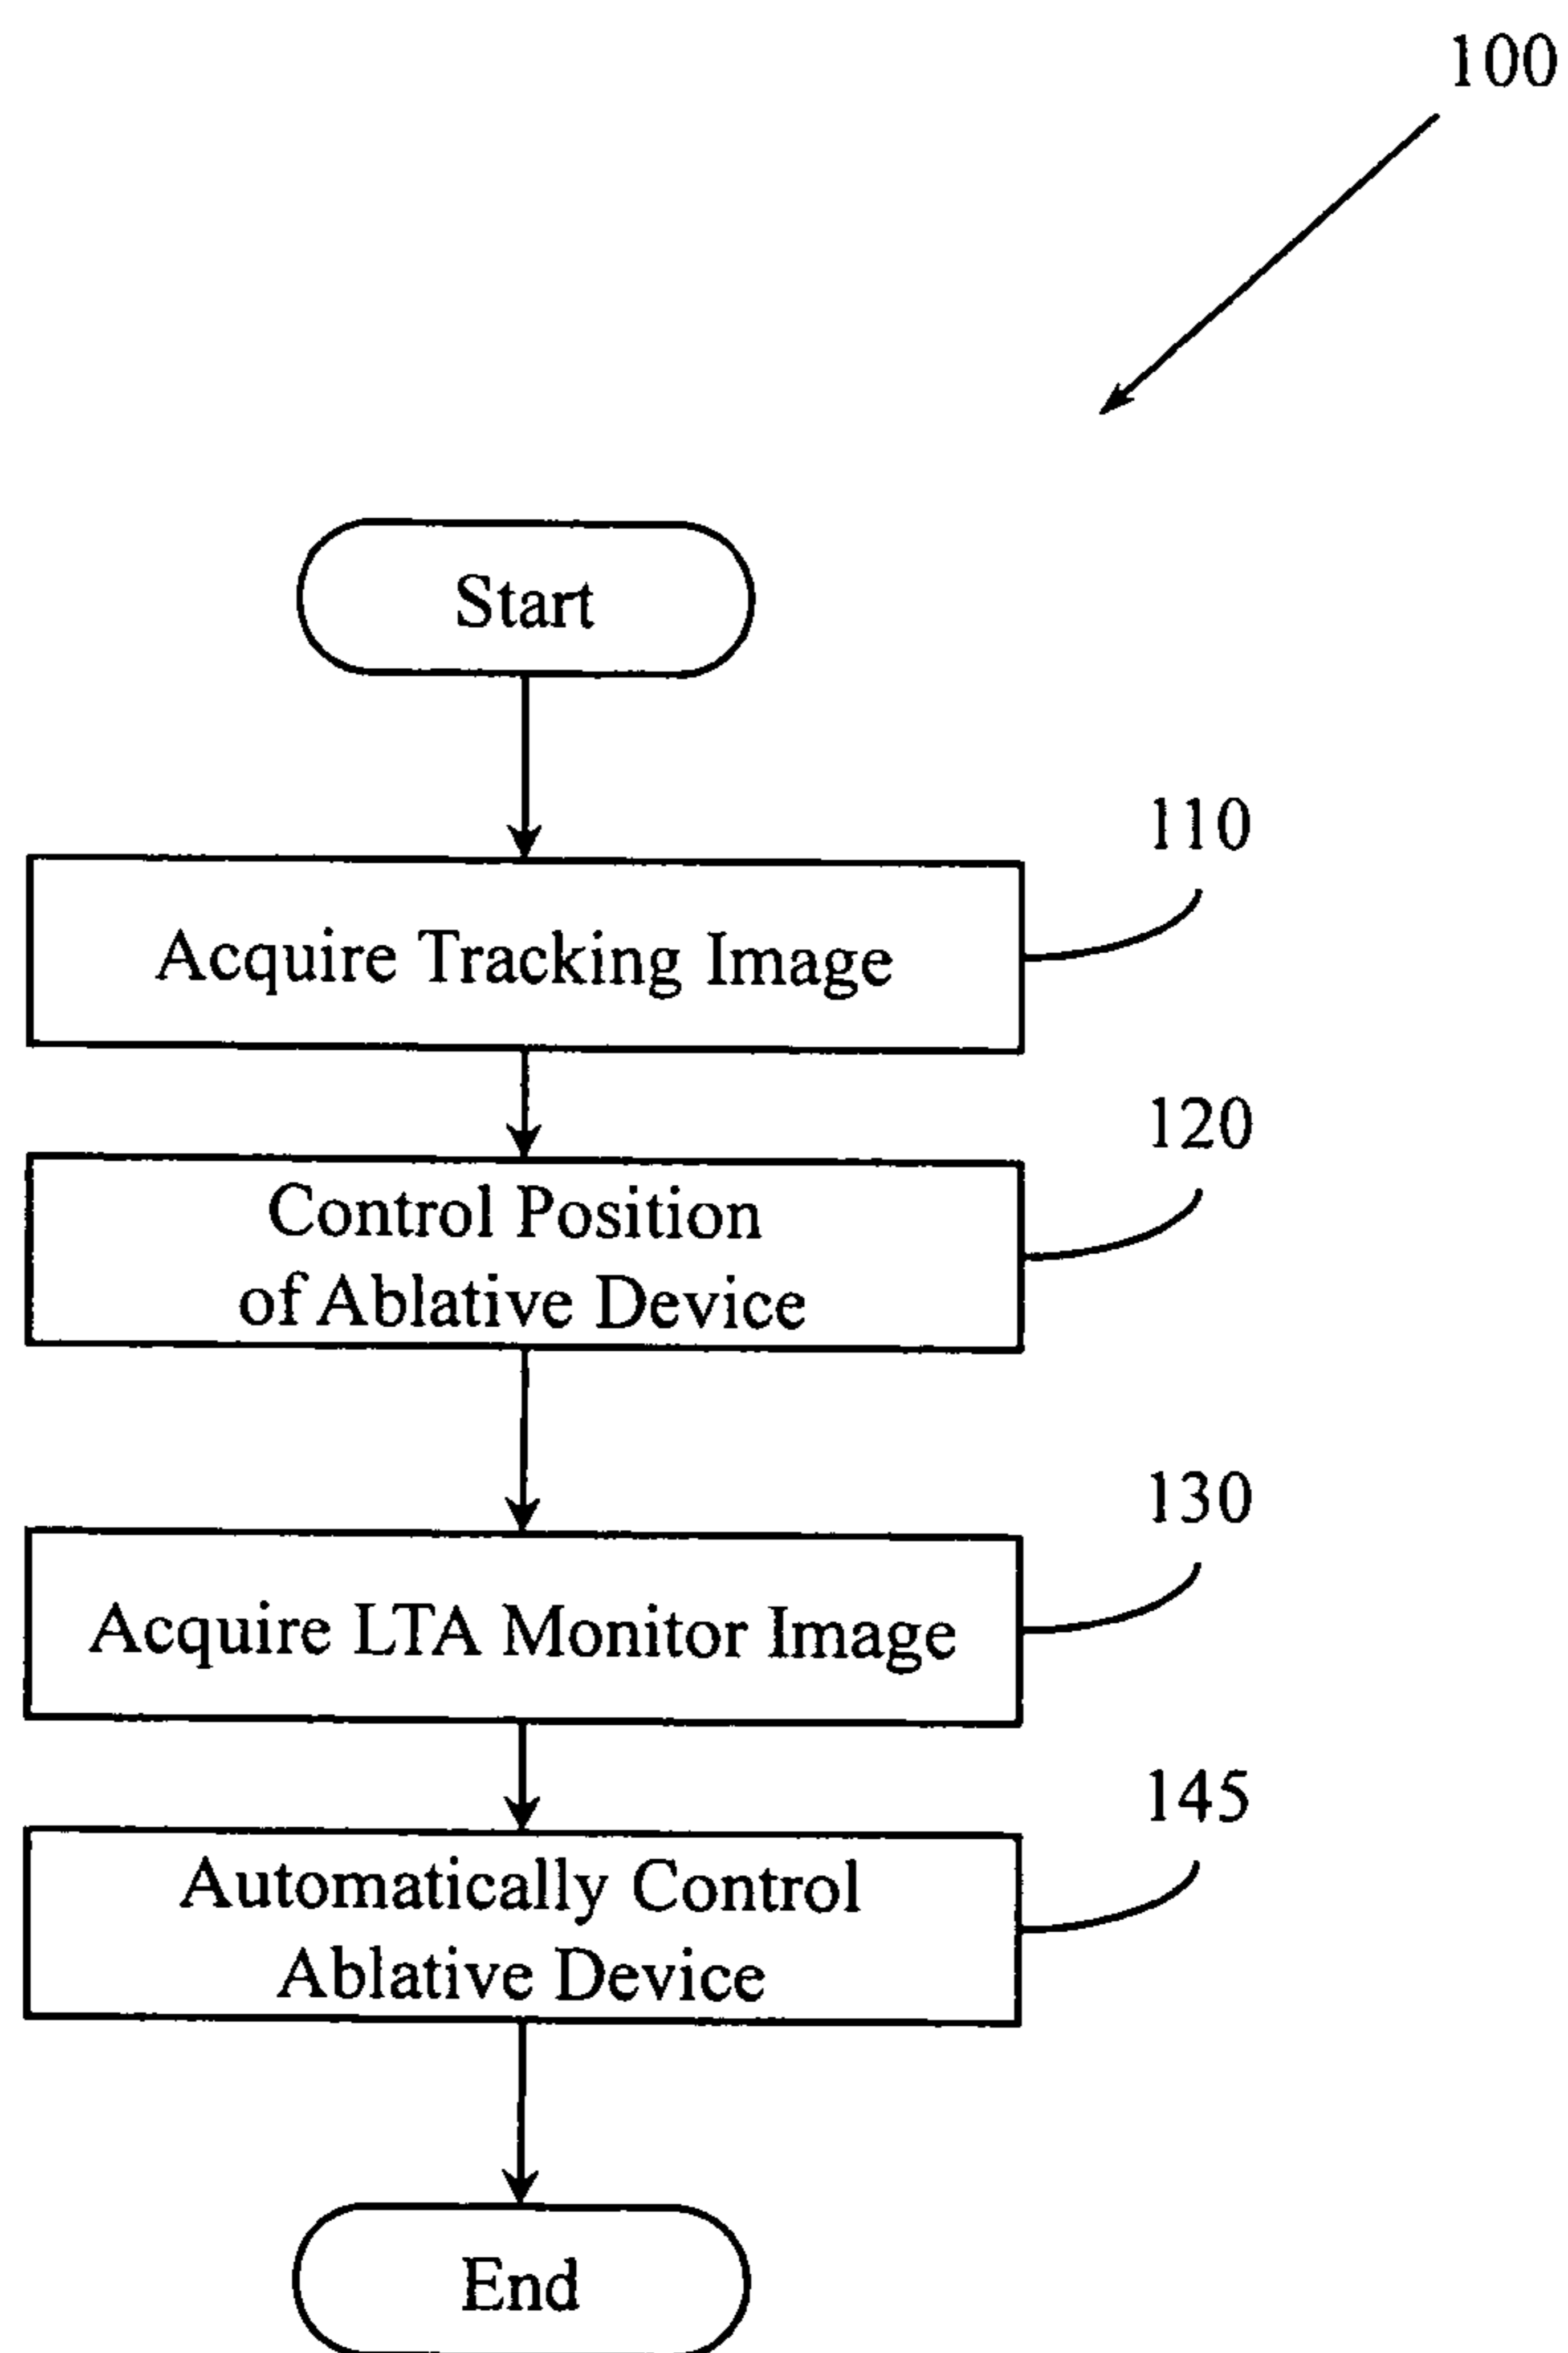 100
Start
110
Acquire Tracking Image
120
Control Position
of Ablative Device
130
Acquire LTA Monitor Image
145
Automatically Control
Ablative Device
End